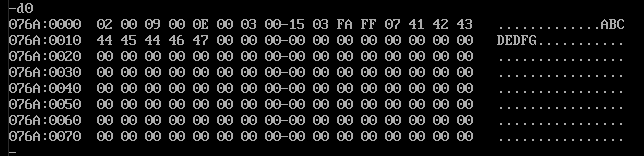 -d0
076A:0000 02 00 09 00 0E 00 03 00-15 03 FA FF 07 41 42 43 .............ABC
076A:0010 44 45 44 46 47 00 00 00-00 00 00 00 00 00 00 00 DEDFG...........
076A:0020 00 00 00 00 00 00 00 00-00 00 00 00 00 00 00 00 ................
076A:0030 00 00 00 00 00 00 00 00-00 00 00 00 00 00 00 00 ................
076A:0040 00 00 00 00 00 00 00 00-00 00 00 00 00 00 00 00 ................
076A:0050 00 00 00 00 00 00 00 00-00 00 00 00 00 00 00 00 ................
076A:0060 00 00 00 00 00 00 00 00-00 00 00 00 00 00 00 00 ................
076A:0070 00 00 00 00 00 00 00 00-00 00 00 00 00 00 00 00 ................
-